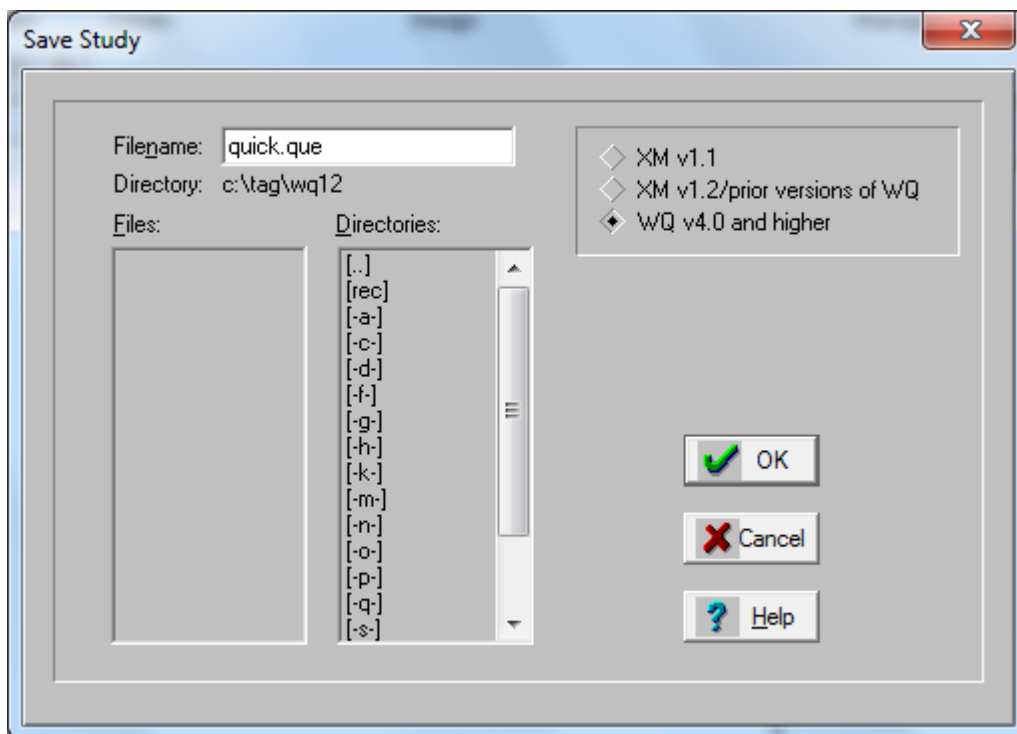 Save Study
Filename: quick.que
Directory: c:\tag\wq12
Files:
Directories:
[..]
[rec]
[-a-]
[-c-]
[-d-]
[-f-]
[-g-]
[-h-]
[-k-]
[-m-]
[-n-]
[-o-]
[-p-]
[-q-]
[-s-]
XM v1.1
XM v1.2/prior versions of WQ
WQ v4.0 and higher
OK
Cancel
Help